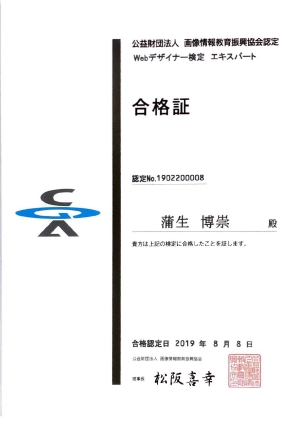 公益財団法人 画像情報教育振興協会認定
Webデザイナー検定 エキスパート
合格証
認定No.1902200008
CGA
蒲生 博崇 殿
貴方は上記の検定に合格したことを証します。
合格認定日 2019 年 8 月 8 日
公益財団法人 画像情報教育振興協会
理事長 松阪喜幸